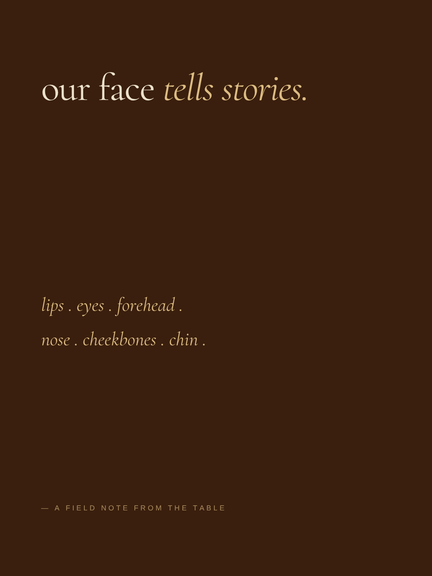 our face tells stories.
lips . eyes . forehead .
nose . cheekbones . chin .
— A FIELD NOTE FROM THE TABLE